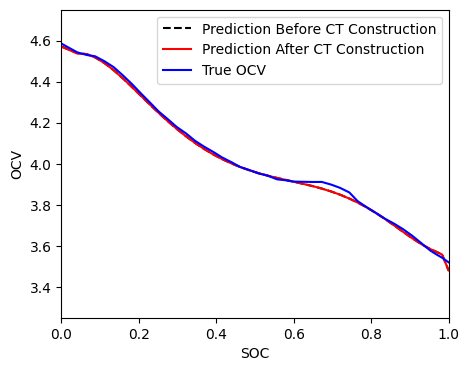 Prediction Before CT Construction
Prediction After CT Construction
True OCV
4.6
4.4
4.2
4.0
3.8
3.6
3.4
OCV
0.0
0.2
0.4
0.6
0.8
1.0
SOC